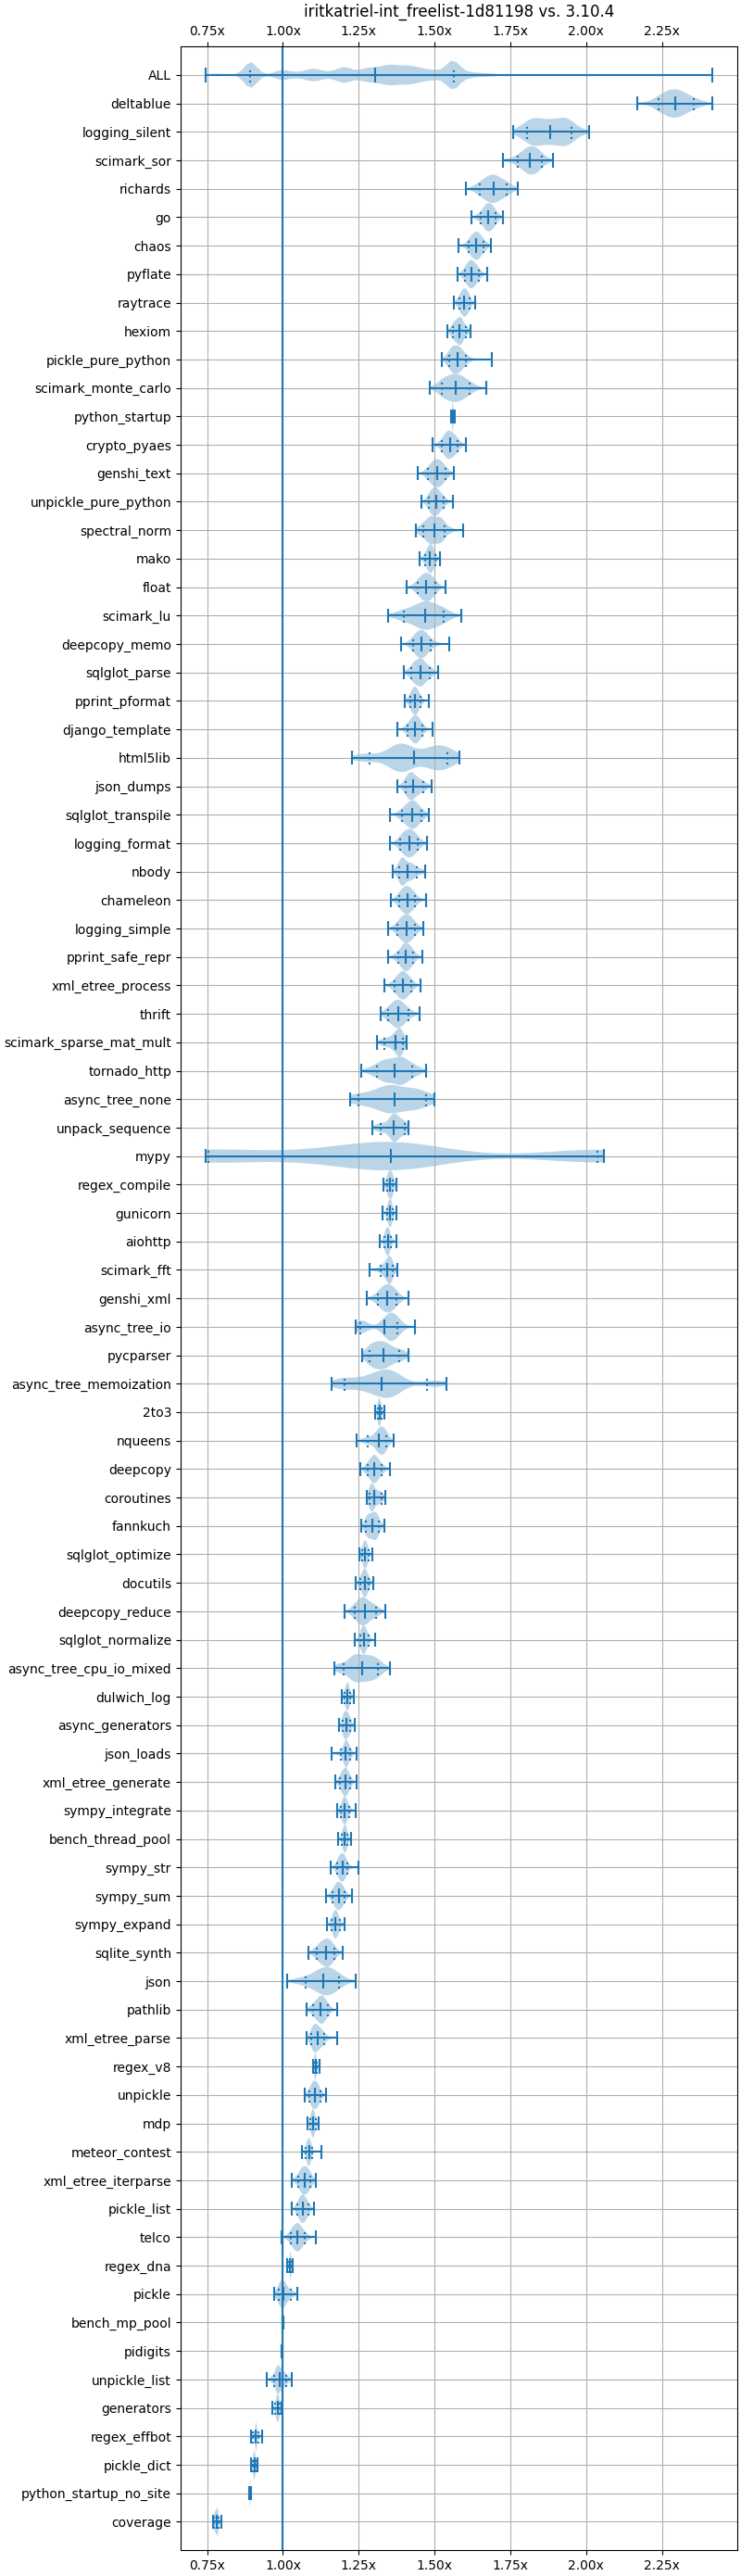 iritkatriel-int_freelist-1d81198 vs. 3.10.4
0.75x 1.00x 1.25x 1.50x 1.75x 2.00x 2.25x
ALL
deltablue
logging_silent
scimark_sor
richards
go
chaos
pyflate
raytrace
hexiom
pickle_pure_python
scimark_monte_carlo
python_startup
crypto_pyaes
genshi_text
unpickle_pure_python
spectral_norm
mako
float
scimark_lu
deepcopy_memo
sqlglot_parse
pprint_pformat
django_template
html5lib
json_dumps
sqlglot_transpile
logging_format
nbody
chameleon
logging_simple
pprint_safe_repr
xml_etree_process
thrift
scimark_sparse_mat_mult
tornado_http
async_tree_none
unpack_sequence
mypy
regex_compile
gunicorn
aiohttp
scimark_fft
genshi_xml
async_tree_io
pycparser
async_tree_memoization
2to3
nqueens
deepcopy
coroutines
fannkuch
sqlglot_optimize
docutils
deepcopy_reduce
sqlglot_normalize
async_tree_cpu_io_mixed
dulwich_log
async_generators
json_loads
xml_etree_generate
sympy_integrate
bench_thread_pool
sympy_str
sympy_sum
sympy_expand
sqlite_synth
json
pathlib
xml_etree_parse
regex_v8
unpickle
mdp
meteor_contest
xml_etree_iterparse
pickle_list
telco
regex_dna
pickle
bench_mp_pool
pidigits
unpickle_list
generators
regex_effbot
pickle_dict
python_startup_no_site
coverage
0.75x 1.00x 1.25x 1.50x 1.75x 2.00x 2.25x